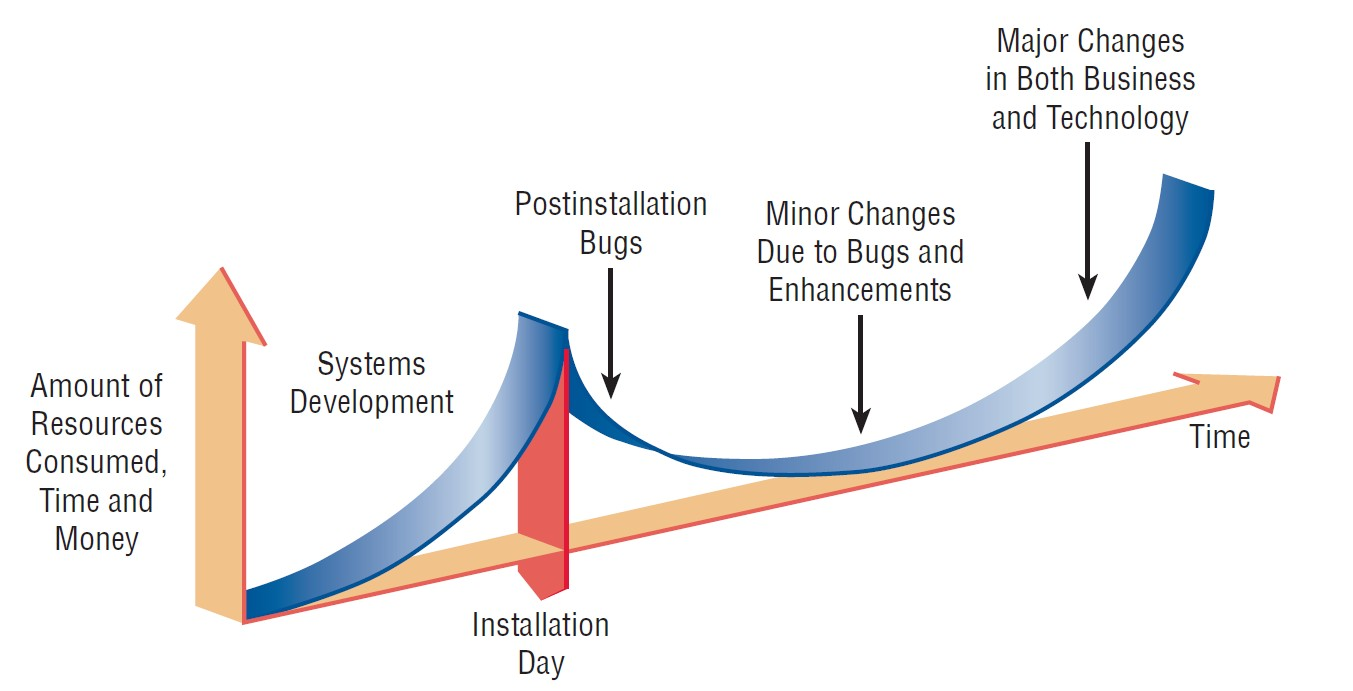 Major Changes
in Both Business
and Technology
Postinstallation
Bugs
Minor Changes
Due to Bugs and
Enhancements
Systems
Development
Amount of
Resources
Consumed,
Time and
Money
Time
Installation
Day